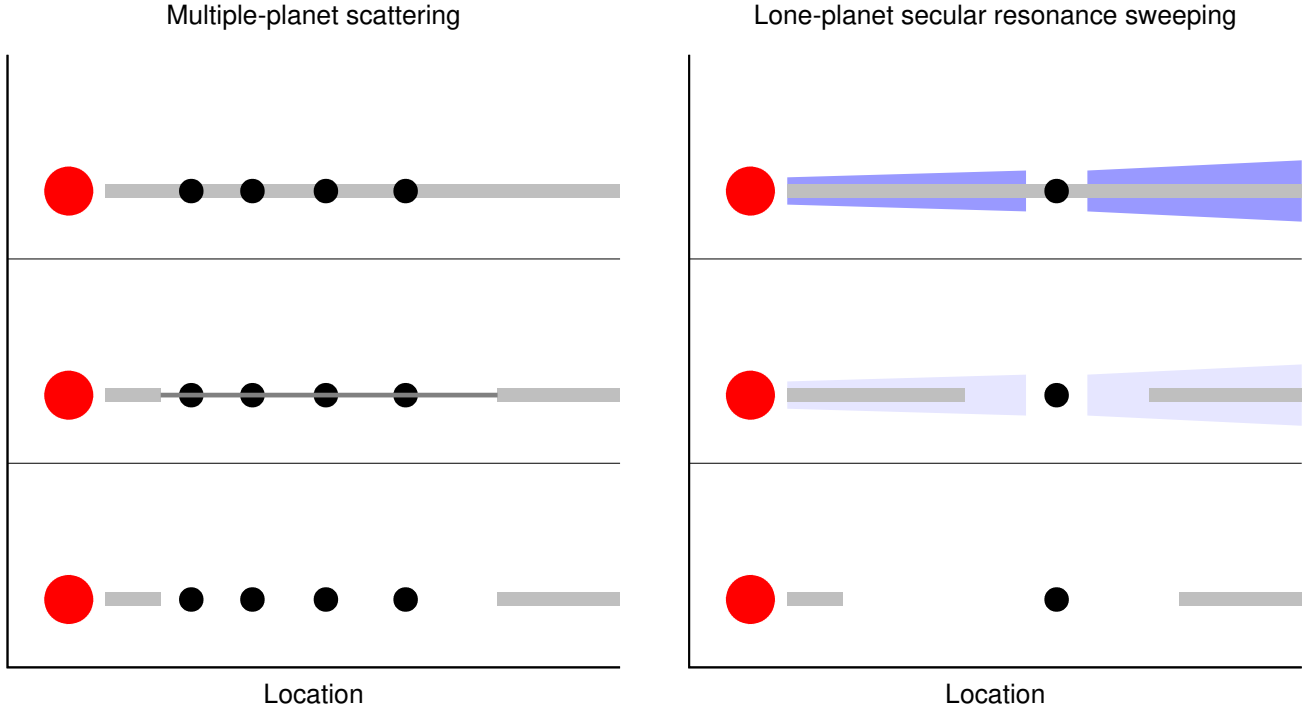 Multiple-planet scattering
Lone-planet secular resonance sweeping
Location
Location